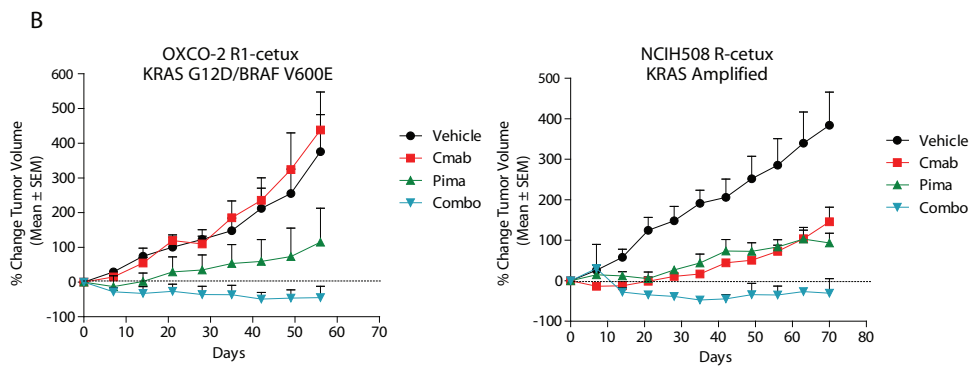 B
OXCO-2 R1-cetux
KRAS G12D/BRAF V600E
% Change Tumor Volume
(Mean ± SEM)
600
500
400
300
200
100
0
-100
0 10 20 30 40 50 60 70
Days
Vehicle
Cmab
Pima
Combo
NCIH508 R-cetux
KRAS Amplified
% Change Tumor Volume
(Mean ± SEM)
500
400
300
200
100
0
-100
0 10 20 30 40 50 60 70 80
Days
Vehicle
Cmab
Pima
Combo